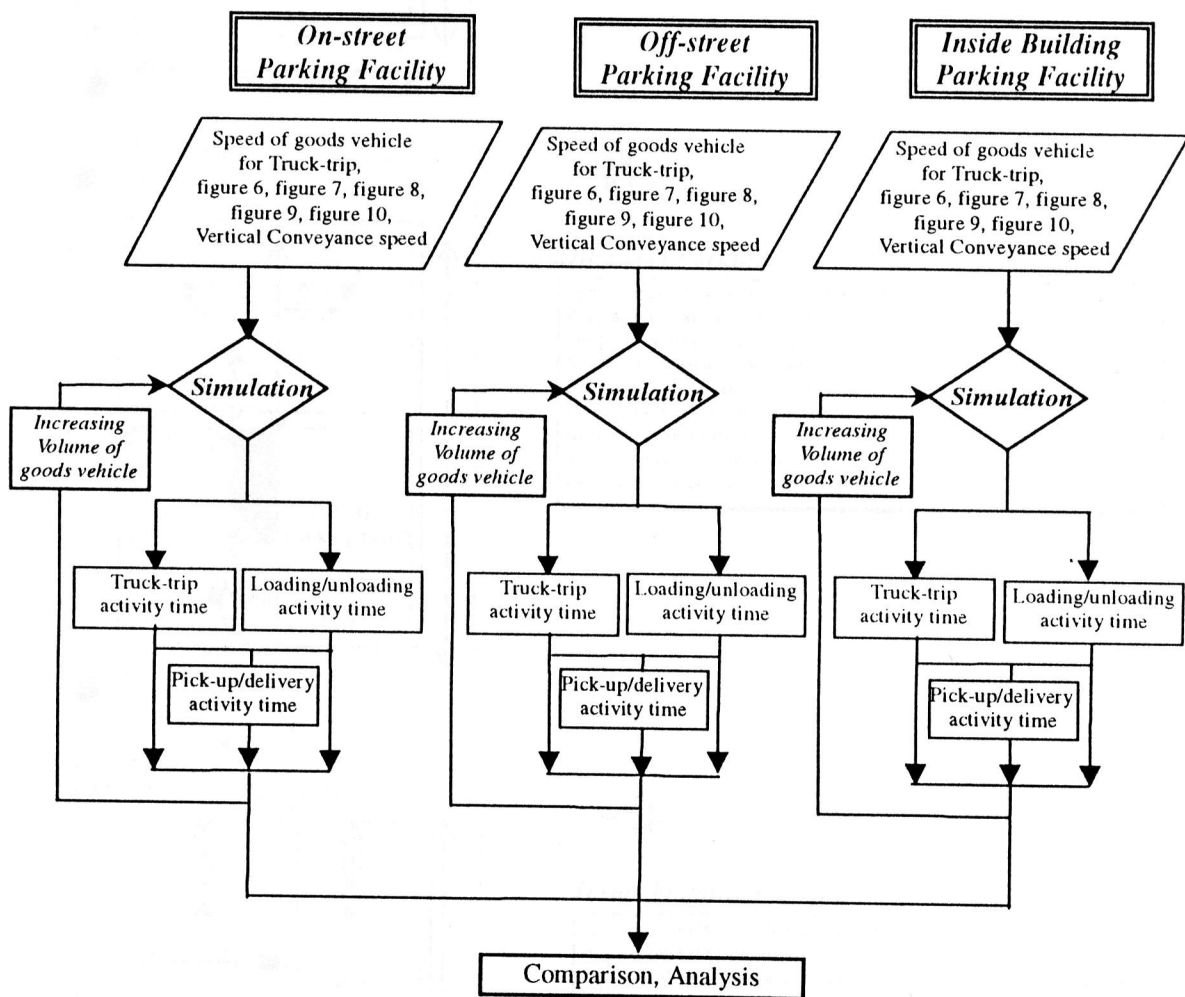 On-street
Parking Facility
Off-street
Parking Facility
Inside Building
Parking Facility
Speed of goods vehicle
for Truck-trip,
figure 6, figure 7, figure 8,
figure 9, figure 10,
Vertical Conveyance speed
Speed of goods vehicle
for Truck-trip,
figure 6, figure 7, figure 8,
figure 9, figure 10,
Vertical Conveyance speed
Speed of goods vehicle
for Truck-trip,
figure 6, figure 7, figure 8,
figure 9, figure 10,
Vertical Conveyance speed
Simulation
Simulation
Simulation
Increasing
Volume of
goods vehicle
Increasing
Volume of
goods vehicle
Increasing
Volume of
goods vehicle
Truck-trip
activity time
Loading/unloading
activity time
Truck-trip
activity time
Loading/unloading
activity time
Truck-trip
activity time
Loading/unloading
activity time
Pick-up/delivery
activity time
Pick-up/delivery
activity time
Pick-up/delivery
activity time
Comparison, Analysis